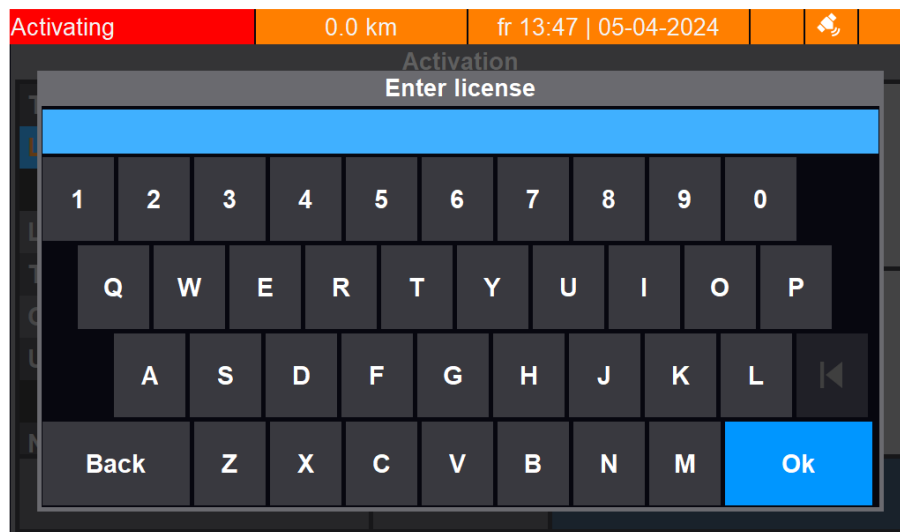 Activating 0.0 km fr 13:47 | 05-04-2024
Activation
Enter license
1 2 3 4 5 6 7 8 9 0
Q W E R T Y U I O P
A S D F G H J K L
Back Z X C V B N M Ok